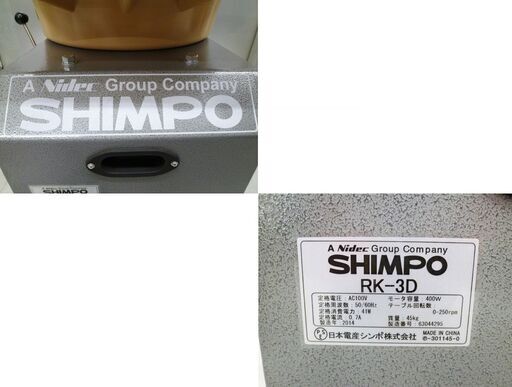 A Nidec Group Company
SHIMPO
SHIMPO
A Nidec Group Company
SHIMPO
RK-3D
定格電圧:AC100V モータ容量:400W
定格周波数:50/60Hz テーブル回転数
定格消費電力:41W 0-250rpm
定格電流:0.7A 質量:45kg
製造年:2014 製造番号:63044295
PSE 日本電産シンポ株式会社 MADE IN CHINA
 -301145-0